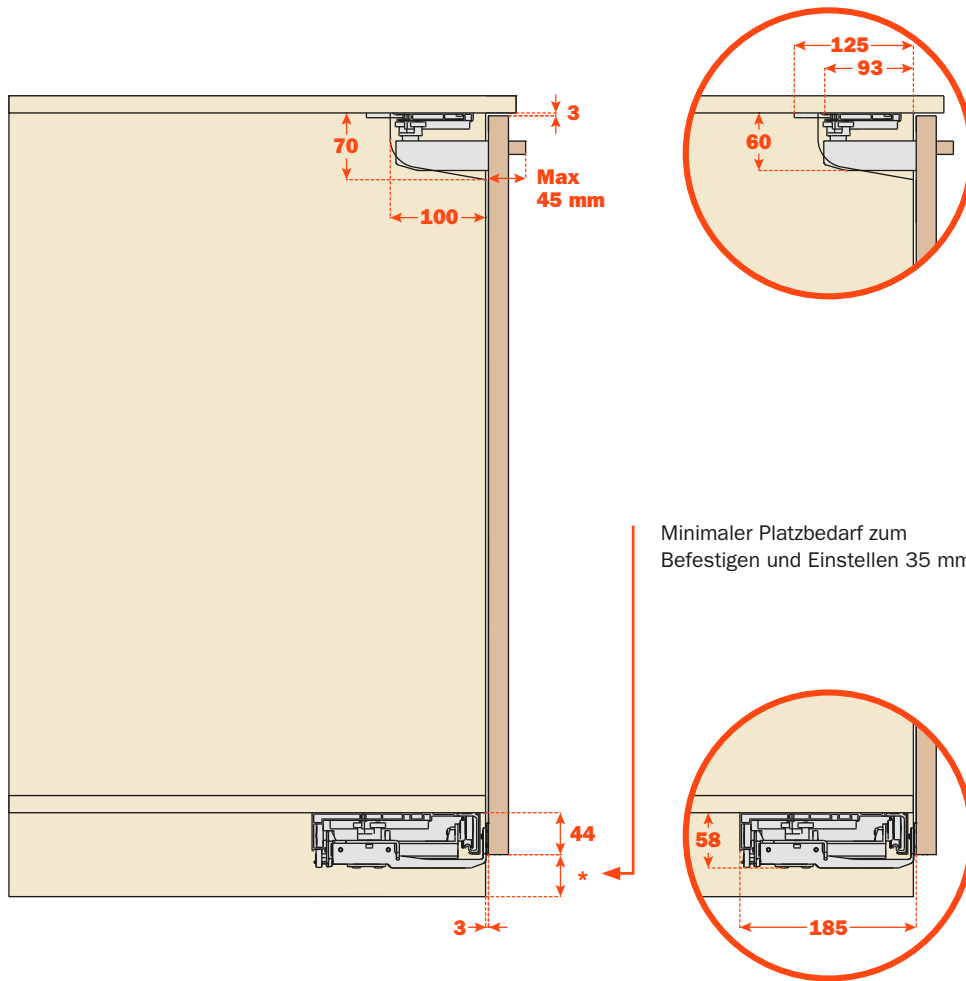 125
93
3
70
60
Max
45 mm
100
Minimaler Platzbedarf zum
Befestigen und Einstellen 35 mm
44
58
*
3
185